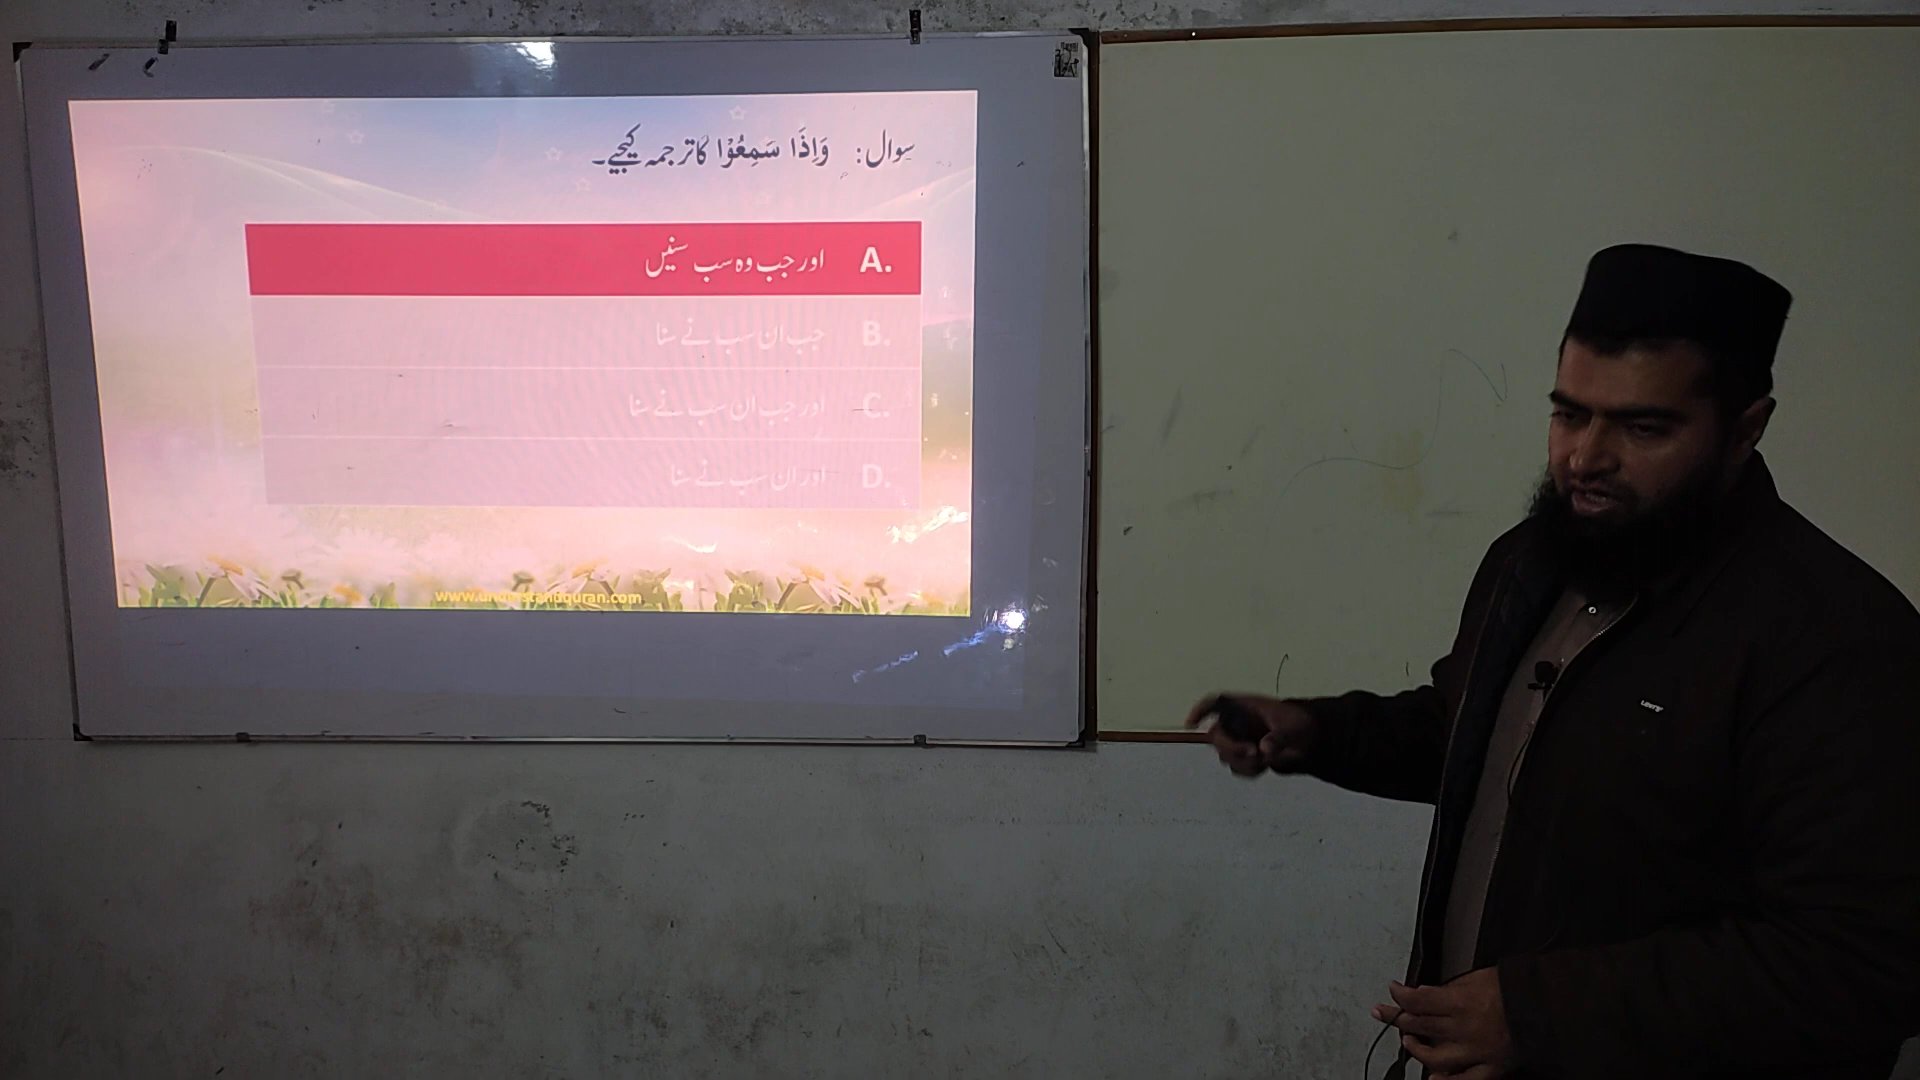 سوال: وَاِذَا سَمِعُوْا کا ترجمہ کیجیے۔
A. اور جب وہ سب سنیں
B. جب ان سب نے سنا
C. اور جب ان سب نے سنا
D. اور ان سب نے سنا
www.understandquran.com
Levi's